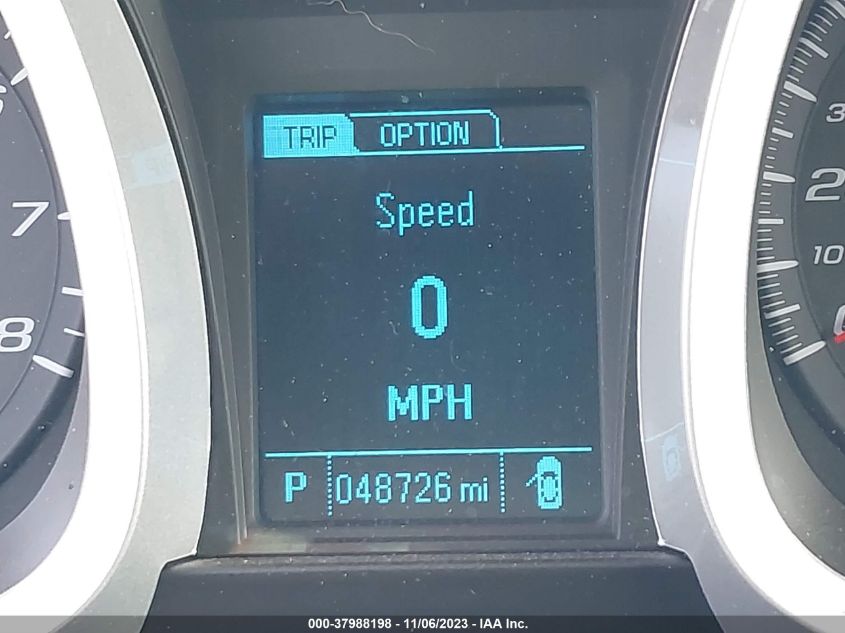 TRIP OPTION
Speed
0
MPH
P 048726 mi
7
8
3
2
10
000-37988198 - 11/06/2023 - IAA Inc.